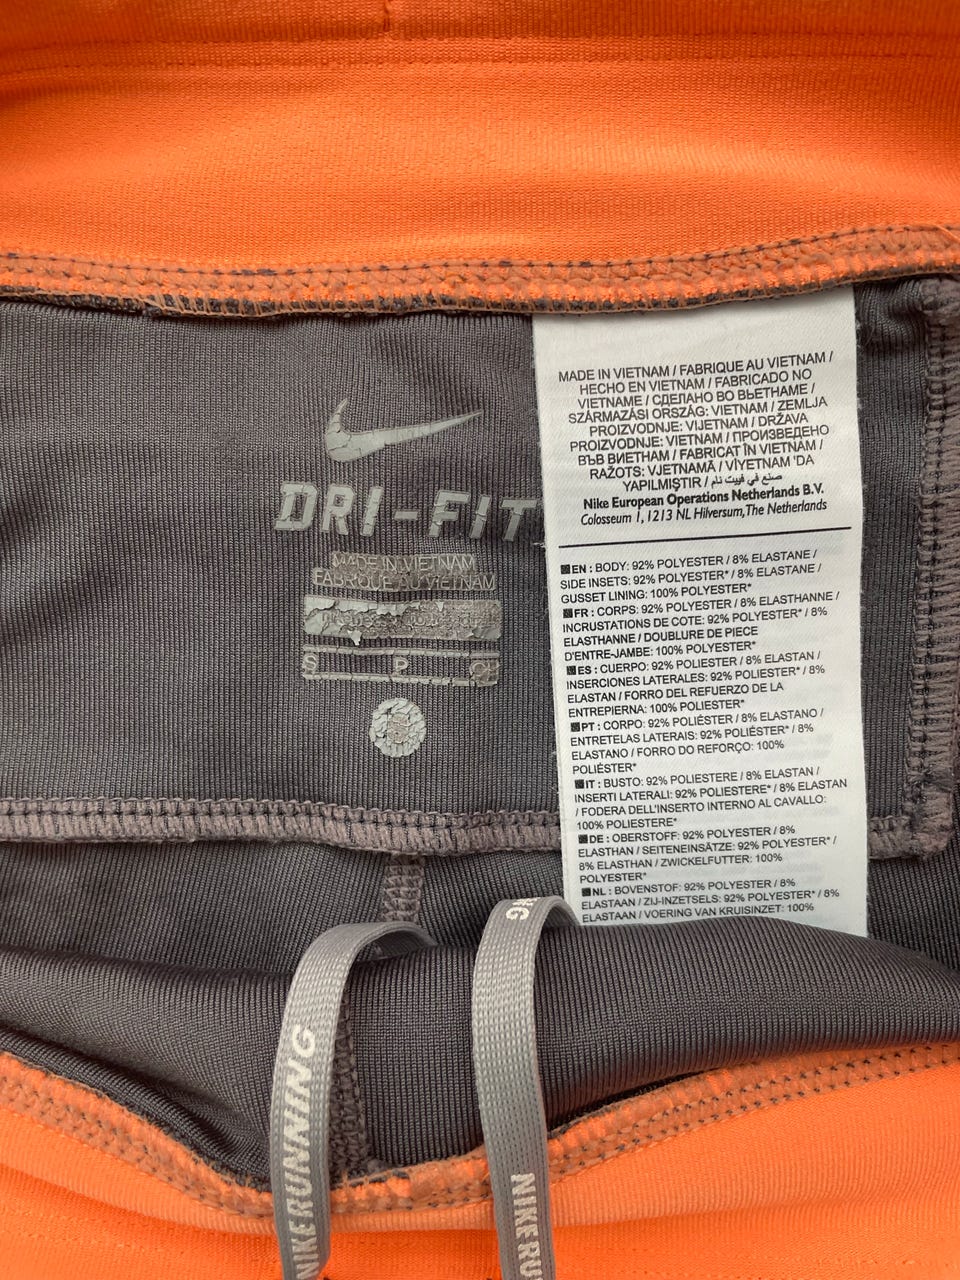 DRI-FIT
MADE IN VIETNAM
FABRIQUE AU VIETNAM
S P CH
MADE IN VIETNAM / FABRIQUE AU VIETNAM /
HECHO EN VIETNAM / FABRICADO NO
VIETNAME / СДЕЛАНО ВО ВЬЕТНАМЕ /
SZÁRMAZÁSI ORSZÁG: VIETNAM / ZEMLJA
PROIZVODNJE: VIJETNAM / DRŽAVA
PROIZVODNJE: VIETNAM / ПРОИЗВЕДЕНО
ВЪВ ВИЕТНАМ / FABRICAT ÎN VIETNAM /
RAŽOTS: VJETNAMĀ / VİYETNAM 'DA
YAPILMIŞTIR / صنع في فييت نام
Nike European Operations Netherlands B.V.
Colosseum 1, 1213 NL Hilversum, The Netherlands
EN : BODY: 92% POLYESTER / 8% ELASTANE /
SIDE INSETS: 92% POLYESTER* / 8% ELASTANE /
GUSSET LINING: 100% POLYESTER*
FR : CORPS: 92% POLYESTER / 8% ELASTHANNE /
INCRUSTATIONS DE COTE: 92% POLYESTER* / 8%
ELASTHANNE / DOUBLURE DE PIECE
D'ENTRE-JAMBE: 100% POLYESTER*
ES : CUERPO: 92% POLIESTER / 8% ELASTAN /
INSERCIONES LATERALES: 92% POLIESTER* / 8%
ELASTAN / FORRO DEL REFUERZO DE LA
ENTREPIERNA: 100% POLIESTER*
PT : CORPO: 92% POLIÉSTER / 8% ELASTANO /
ENTRETELAS LATERAIS: 92% POLIÉSTER* / 8%
ELASTANO / FORRO DO REFORÇO: 100%
POLIÉSTER*
IT : BUSTO: 92% POLIESTERE / 8% ELASTAN /
INSERTI LATERALI: 92% POLIESTERE* / 8% ELASTAN
/ FODERA DELL'INSERTO INTERNO AL CAVALLO:
100% POLIESTERE*
DE : OBERSTOFF: 92% POLYESTER / 8%
ELASTHAN / SEITENEINSÄTZE: 92% POLYESTER* /
8% ELASTHAN / ZWICKELFUTTER: 100%
POLYESTER*
NL : BOVENSTOF: 92% POLYESTER / 8%
ELASTAAN / ZIJ-INZETSELS: 92% POLYESTER* / 8%
ELASTAAN / VOERING VAN KRUISINZET: 100%
NG
NIKE RUNNING
NIKE RU